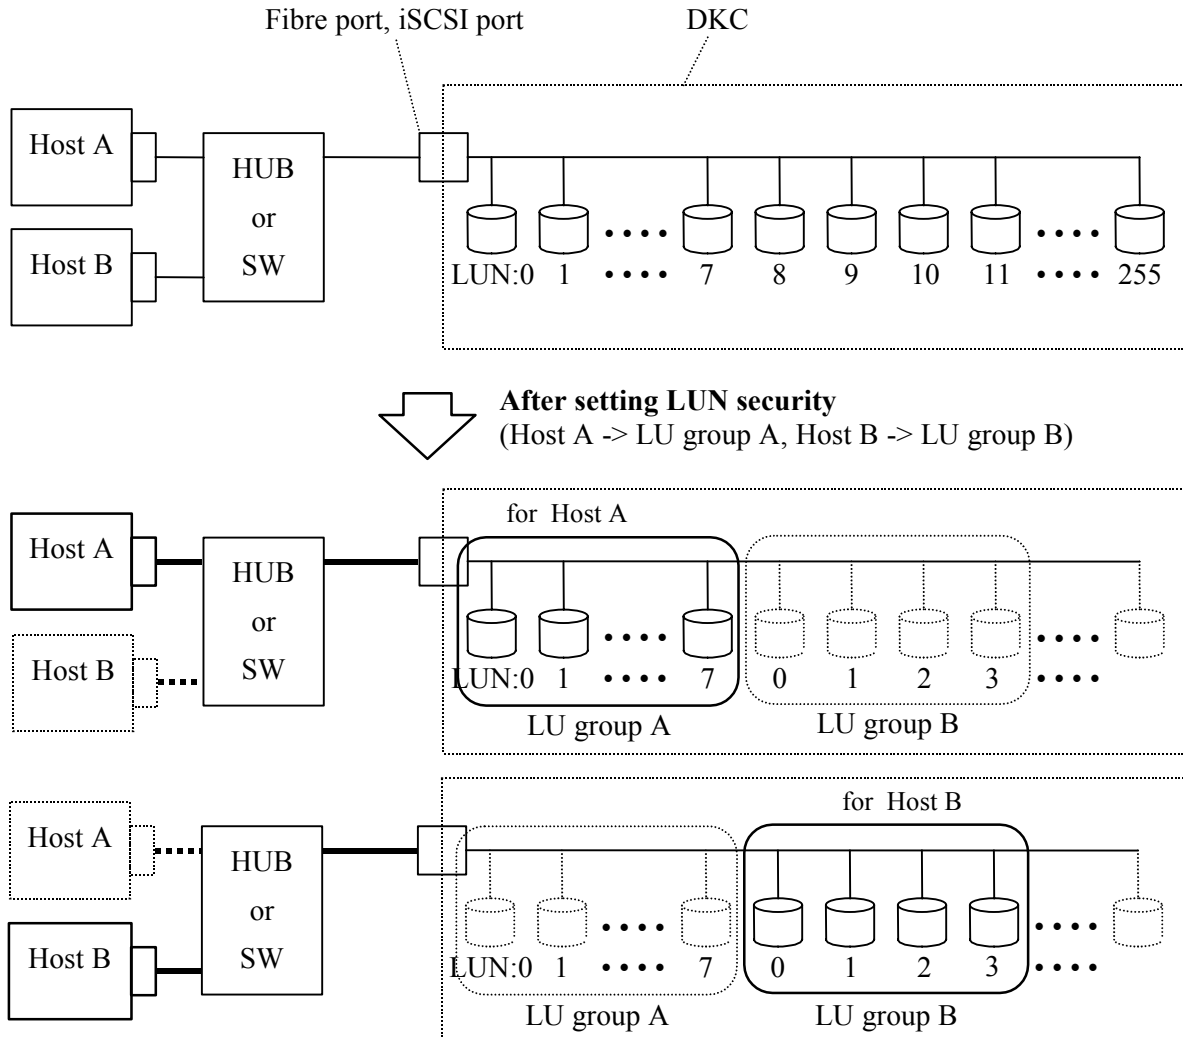 Fibre port, iSCSI port
DKC
Host A
Host B
HUB
or
SW
• • • •
• • • •
LUN:0 1 • • • • 7 8 9 10 11 • • • • 255
After setting LUN security
(Host A -> LU group A, Host B -> LU group B)
for Host A
Host A
Host B
HUB
or
SW
• • • •
• • • •
LUN:0 1 • • • • 7 0 1 2 3 • • • •
LU group A
LU group B
for Host B
Host A
Host B
HUB
or
SW
• • • •
• • • •
LUN:0 1 • • • • 7 0 1 2 3 • • • •
LU group A
LU group B